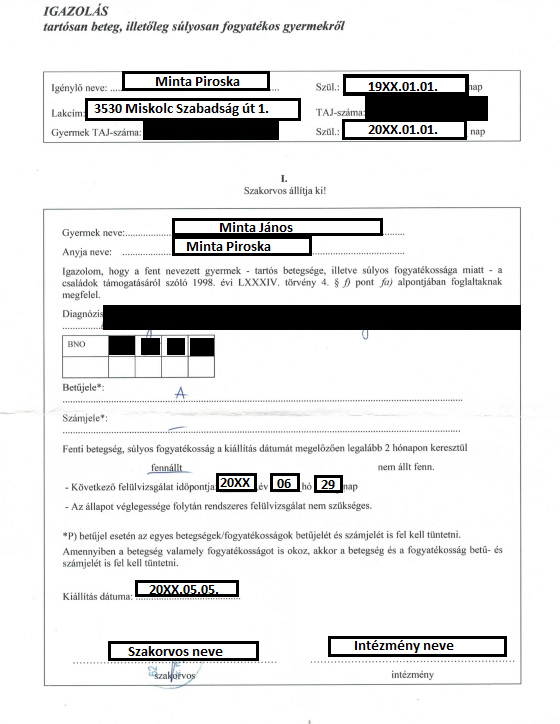 IGAZOLÁS
tartósan beteg, illetőleg súlyosan fogyatékos gyermekről
Igénylő neve: Minta Piroska Szül.: 19XX.01.01. nap
Lakcím: 3530 Miskolc Szabadság út 1. TAJ-száma:
Gyermek TAJ-száma: Szül.: 20XX.01.01. nap
I.
Szakorvos állítja ki!
Gyermek neve: Minta János
Anyja neve: Minta Piroska
Igazolom, hogy a fent nevezett gyermek - tartós betegsége, illetve súlyos fogyatékossága miatt - a
családok támogatásáról szóló 1998. évi LXXXIV. törvény 4. § f) pont fa) alpontjában foglaltaknak
megfelel.
Diagnózis
BNO
Betűjele*: A
Számjele*: –
Fenti betegség, súlyos fogyatékosság a kiállítás dátumát megelőzően legalább 2 hónapon keresztül
fennállt nem állt fenn.
- Következő felülvizsgálat időpontja: 20XX év 06 hó 29 nap
- Az állapot véglegessége folytán rendszeres felülvizsgálat nem szükséges.
*P) betűjel esetén az egyes betegségek/fogyatékosságok betűjelét és számjelét is fel kell tüntetni.
Amennyiben a betegség valamely fogyatékosságot is okoz, akkor a betegség és a fogyatékosság betű- és
számjelét is fel kell tüntetni.
Kiállítás dátuma: 20XX.05.05.
Szakorvos neve Intézmény neve
szakorvos intézmény